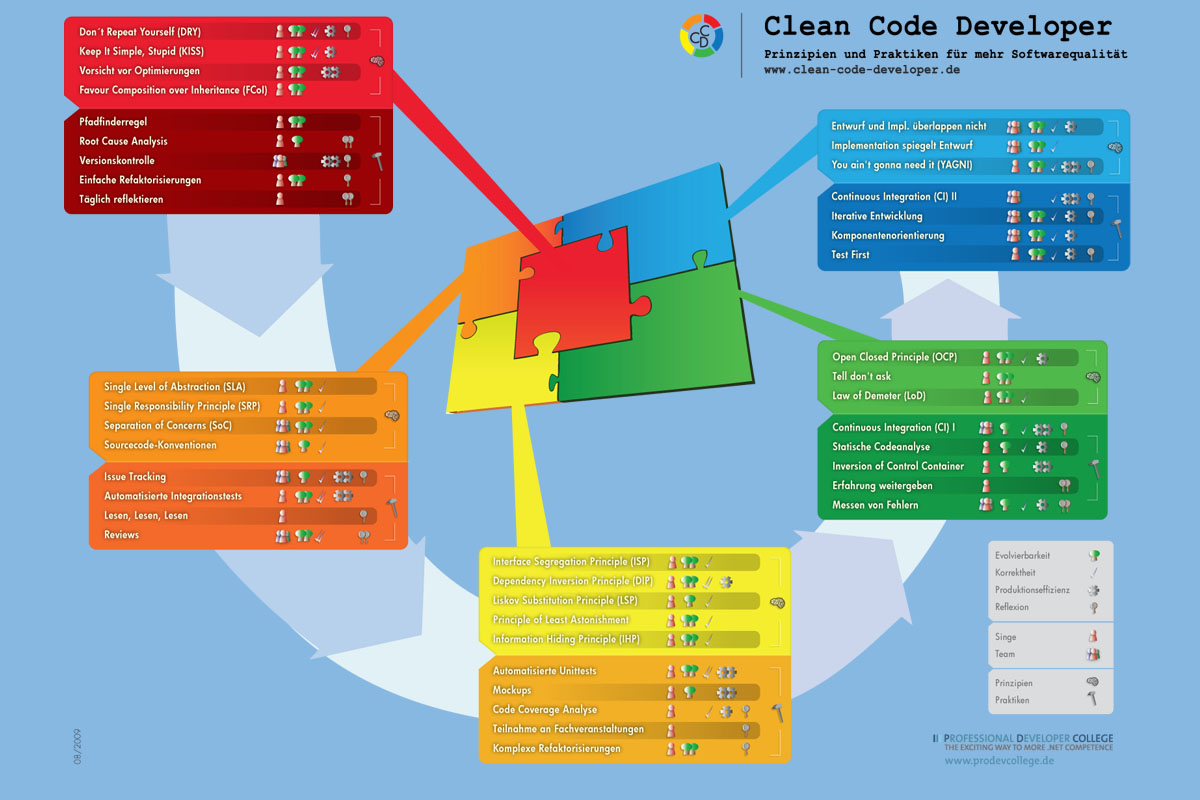 CCD
Clean Code Developer
Prinzipien und Praktiken für mehr Softwarequalität
www.clean-code-developer.de
Don´t Repeat Yourself (DRY)
Keep It Simple, Stupid (KISS)
Vorsicht vor Optimierungen
Favour Composition over Inheritance (FCoI)
Pfadfinderregel
Root Cause Analysis
Versionskontrolle
Einfache Refaktorisierungen
Täglich reflektieren
Single Level of Abstraction (SLA)
Single Responsibility Principle (SRP)
Separation of Concerns (SoC)
Sourcecode-Konventionen
Issue Tracking
Automatisierte Integrationstests
Lesen, Lesen, Lesen
Reviews
Interface Segregation Principle (ISP)
Dependency Inversion Principle (DIP)
Liskov Substitution Principle (LSP)
Principle of Least Astonishment
Information Hiding Principle (IHP)
Automatisierte Unittests
Mockups
Code Coverage Analyse
Teilnahme an Fachveranstaltungen
Komplexe Refaktorisierungen
Open Closed Principle (OCP)
Tell don´t ask
Law of Demeter (LoD)
Continuous Integration (CI) I
Statische Codeanalyse
Inversion of Control Container
Erfahrung weitergeben
Messen von Fehlern
Entwurf und Impl. überlappen nicht
Implementation spiegelt Entwurf
You ain't gonna need it (YAGNI)
Continuous Integration (CI) II
Iterative Entwicklung
Komponentenorientierung
Test First
Evolvierbarkeit
Korrektheit
Produktionseffizienz
Reflexion
Singe
Team
Prinzipien
Praktiken
08/2009
PROFESSIONAL DEVELOPER COLLEGE
THE EXCITING WAY TO MORE .NET COMPETENCE
www.prodevcollege.de